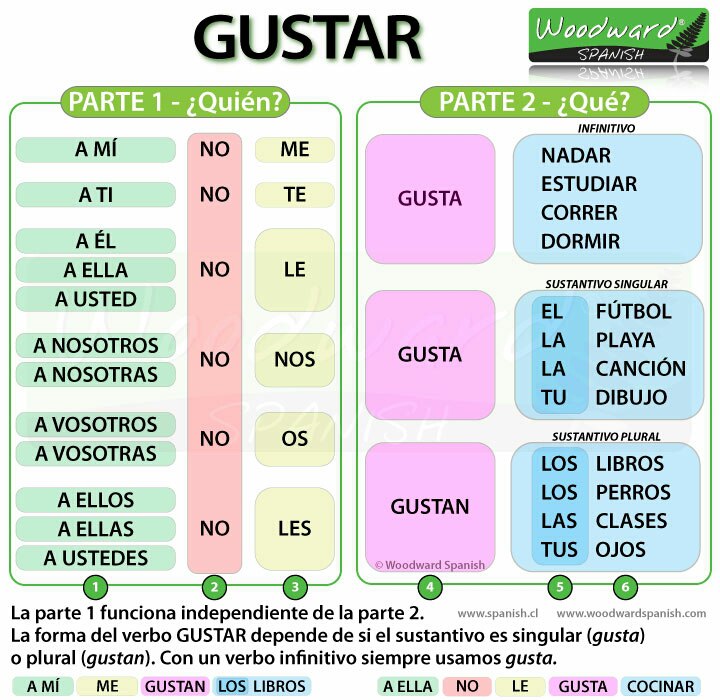 GUSTAR
Woodward®
SPANISH
PARTE 1 - ¿Quién?
A MÍ NO ME
A TI NO TE
A ÉL
A ELLA NO LE
A USTED
A NOSOTROS
NO NOS
A NOSOTRAS
A VOSOTROS
NO OS
A VOSOTRAS
A ELLOS
A ELLAS NO LES
A USTEDES
1 2 3
PARTE 2 - ¿Qué?
INFINITIVO
GUSTA
NADAR
ESTUDIAR
CORRER
DORMIR
SUSTANTIVO SINGULAR
GUSTA
EL FÚTBOL
LA PLAYA
LA CANCIÓN
TU DIBUJO
SUSTANTIVO PLURAL
GUSTAN
LOS LIBROS
LOS PERROS
LAS CLASES
TUS OJOS
© Woodward Spanish
4 5 6
Woodward
SPANISH
La parte 1 funciona independiente de la parte 2.
www.spanish.cl www.woodwardspanish.com
La forma del verbo GUSTAR depende de si el sustantivo es singular (gusta)
o plural (gustan). Con un verbo infinitivo siempre usamos gusta.
A MÍ ME GUSTAN LOS LIBROS
A ELLA NO LE GUSTA COCINAR